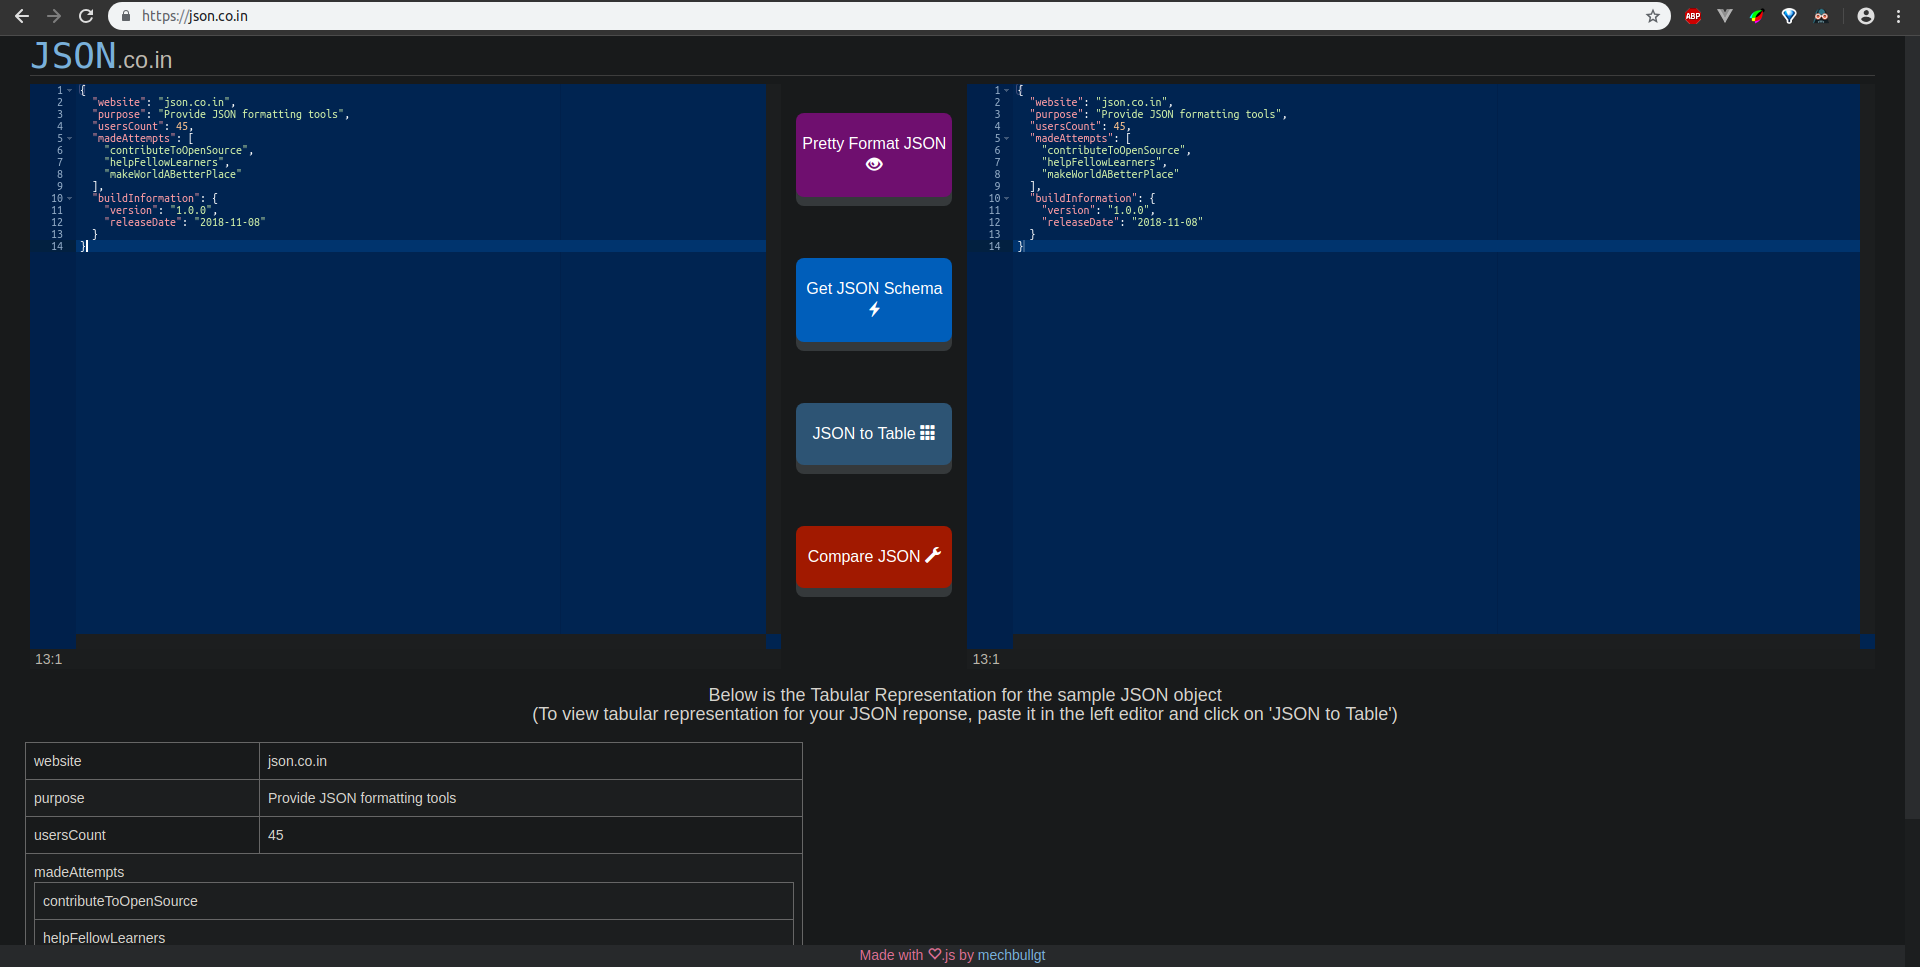 https://json.co.in
ABP
JSON.co.in
1 {
2 "website": "json.co.in",
3 "purpose": "Provide JSON formatting tools",
4 "usersCount": 45,
5 "madeAttempts": [
6 "contributeToOpenSource",
7 "helpFellowLearners",
8 "makeWorldABetterPlace"
9 ],
10 "buildInformation": {
11 "version": "1.0.0",
12 "releaseDate": "2018-11-08"
13 }
14 }
13:1
Pretty Format JSON
Get JSON Schema
JSON to Table
Compare JSON
1 {
2 "website": "json.co.in",
3 "purpose": "Provide JSON formatting tools",
4 "usersCount": 45,
5 "madeAttempts": [
6 "contributeToOpenSource",
7 "helpFellowLearners",
8 "makeWorldABetterPlace"
9 ],
10 "buildInformation": {
11 "version": "1.0.0",
12 "releaseDate": "2018-11-08"
13 }
14 }
13:1
Below is the Tabular Representation for the sample JSON object
(To view tabular representation for your JSON reponse, paste it in the left editor and click on 'JSON to Table')
website json.co.in
purpose Provide JSON formatting tools
usersCount 45
madeAttempts
contributeToOpenSource
helpFellowLearners
Made with ♡.js by mechbullgt